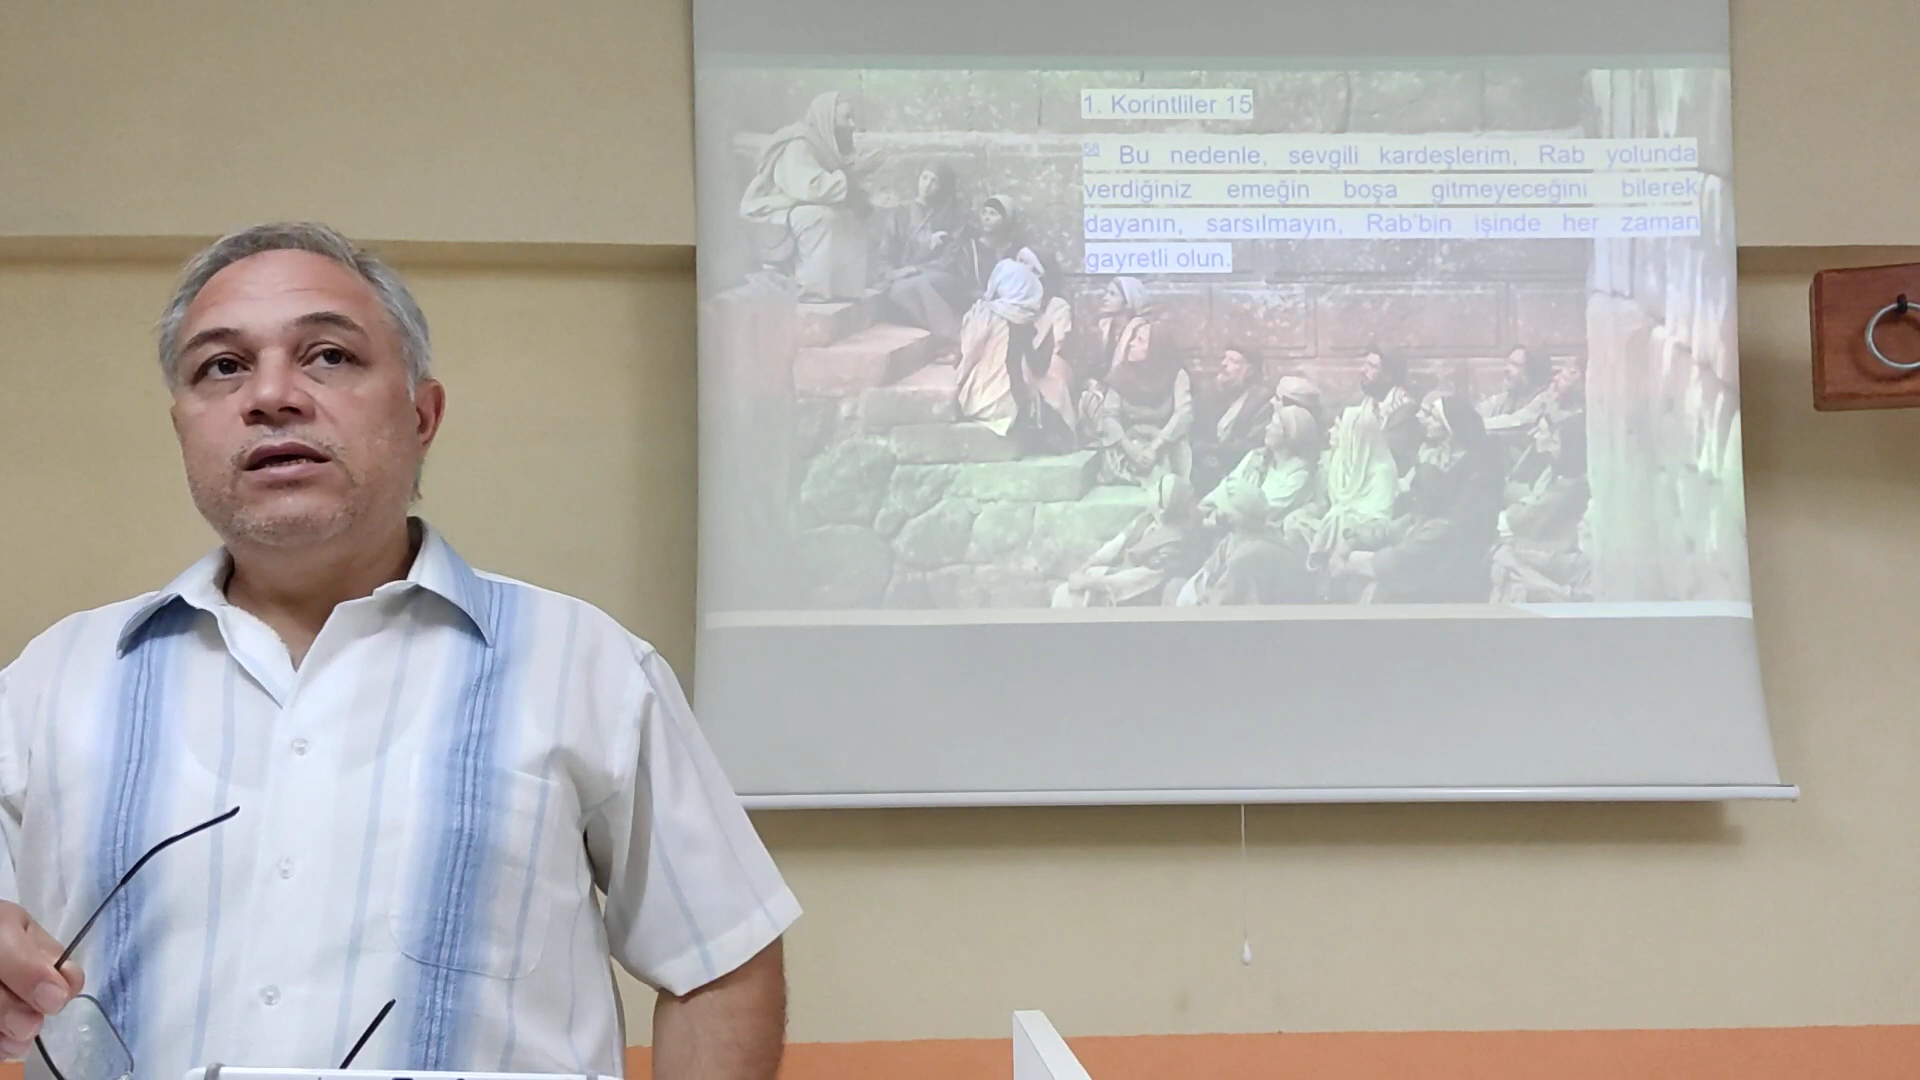 1. Korintliler 15
58 Bu nedenle, sevgili kardeşlerim, Rab yolunda
verdiğiniz emeğin boşa gitmeyeceğini bilerek
dayanın, sarsılmayın, Rab'bin işinde her zaman
gayretli olun.